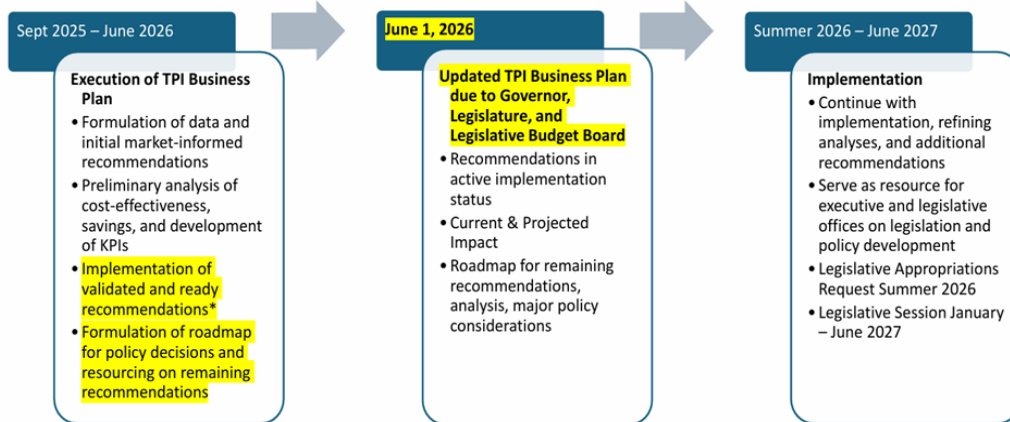 Sept 2025 – June 2026
Execution of TPI Business
Plan
• Formulation of data and
initial market-informed
recommendations
• Preliminary analysis of
cost-effectiveness,
savings, and development
of KPIs
• Implementation of
validated and ready
recommendations*
• Formulation of roadmap
for policy decisions and
resourcing on remaining
recommendations
June 1, 2026
Updated TPI Business Plan
due to Governor,
Legislature, and
Legislative Budget Board
• Recommendations in
active implementation
status
• Current & Projected
Impact
• Roadmap for remaining
recommendations,
analysis, major policy
considerations
Summer 2026 – June 2027
Implementation
• Continue with
implementation, refining
analyses, and additional
recommendations
• Serve as resource for
executive and legislative
offices on legislation and
policy development
• Legislative Appropriations
Request Summer 2026
• Legislative Session January
– June 2027